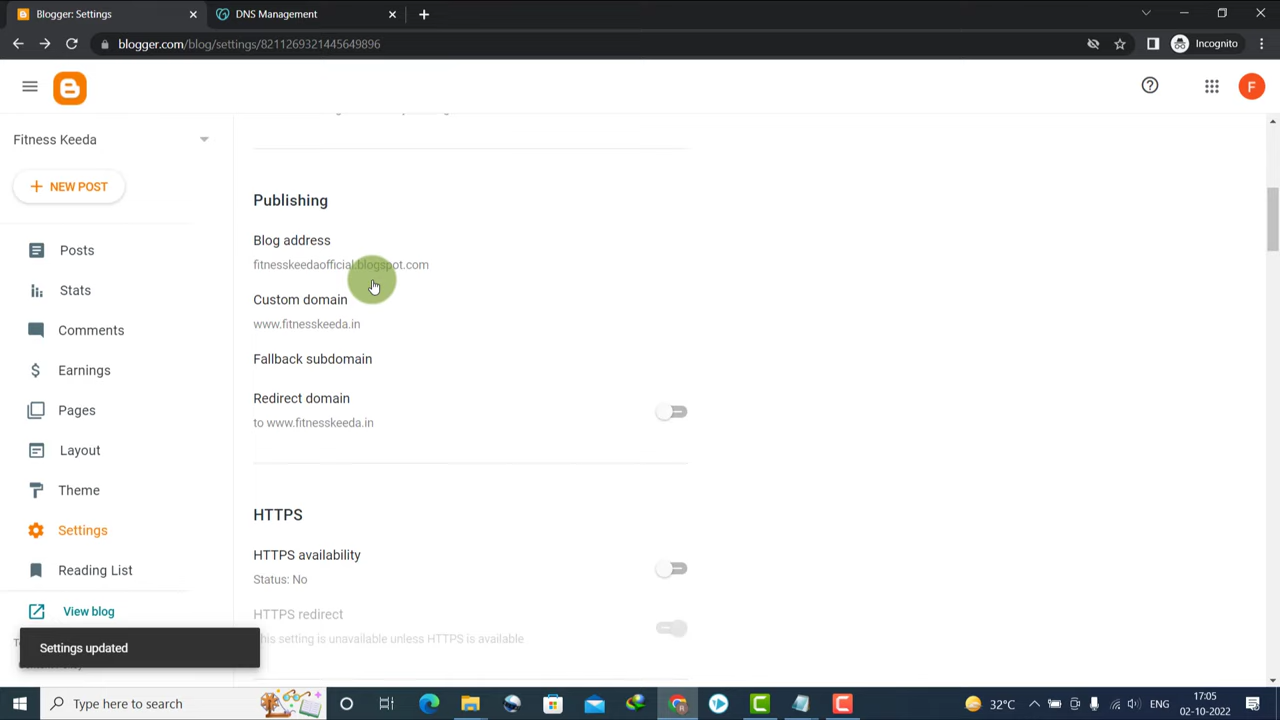 Blogger: Settings
DNS Management
blogger.com/blog/settings/8211269321445649896
Incognito
F
Fitness Keeda
NEW POST
Posts
Stats
Comments
Earnings
Pages
Layout
Theme
Settings
Reading List
View blog
Settings updated
Publishing
Blog address
fitnesskeedaofficial.blogspot.com
Custom domain
www.fitnesskeeda.in
Fallback subdomain
Redirect domain
to www.fitnesskeeda.in
HTTPS
HTTPS availability
Status: No
HTTPS redirect
This setting is unavailable unless HTTPS is available
Type here to search
32°C
ENG
17:05
02-10-2022